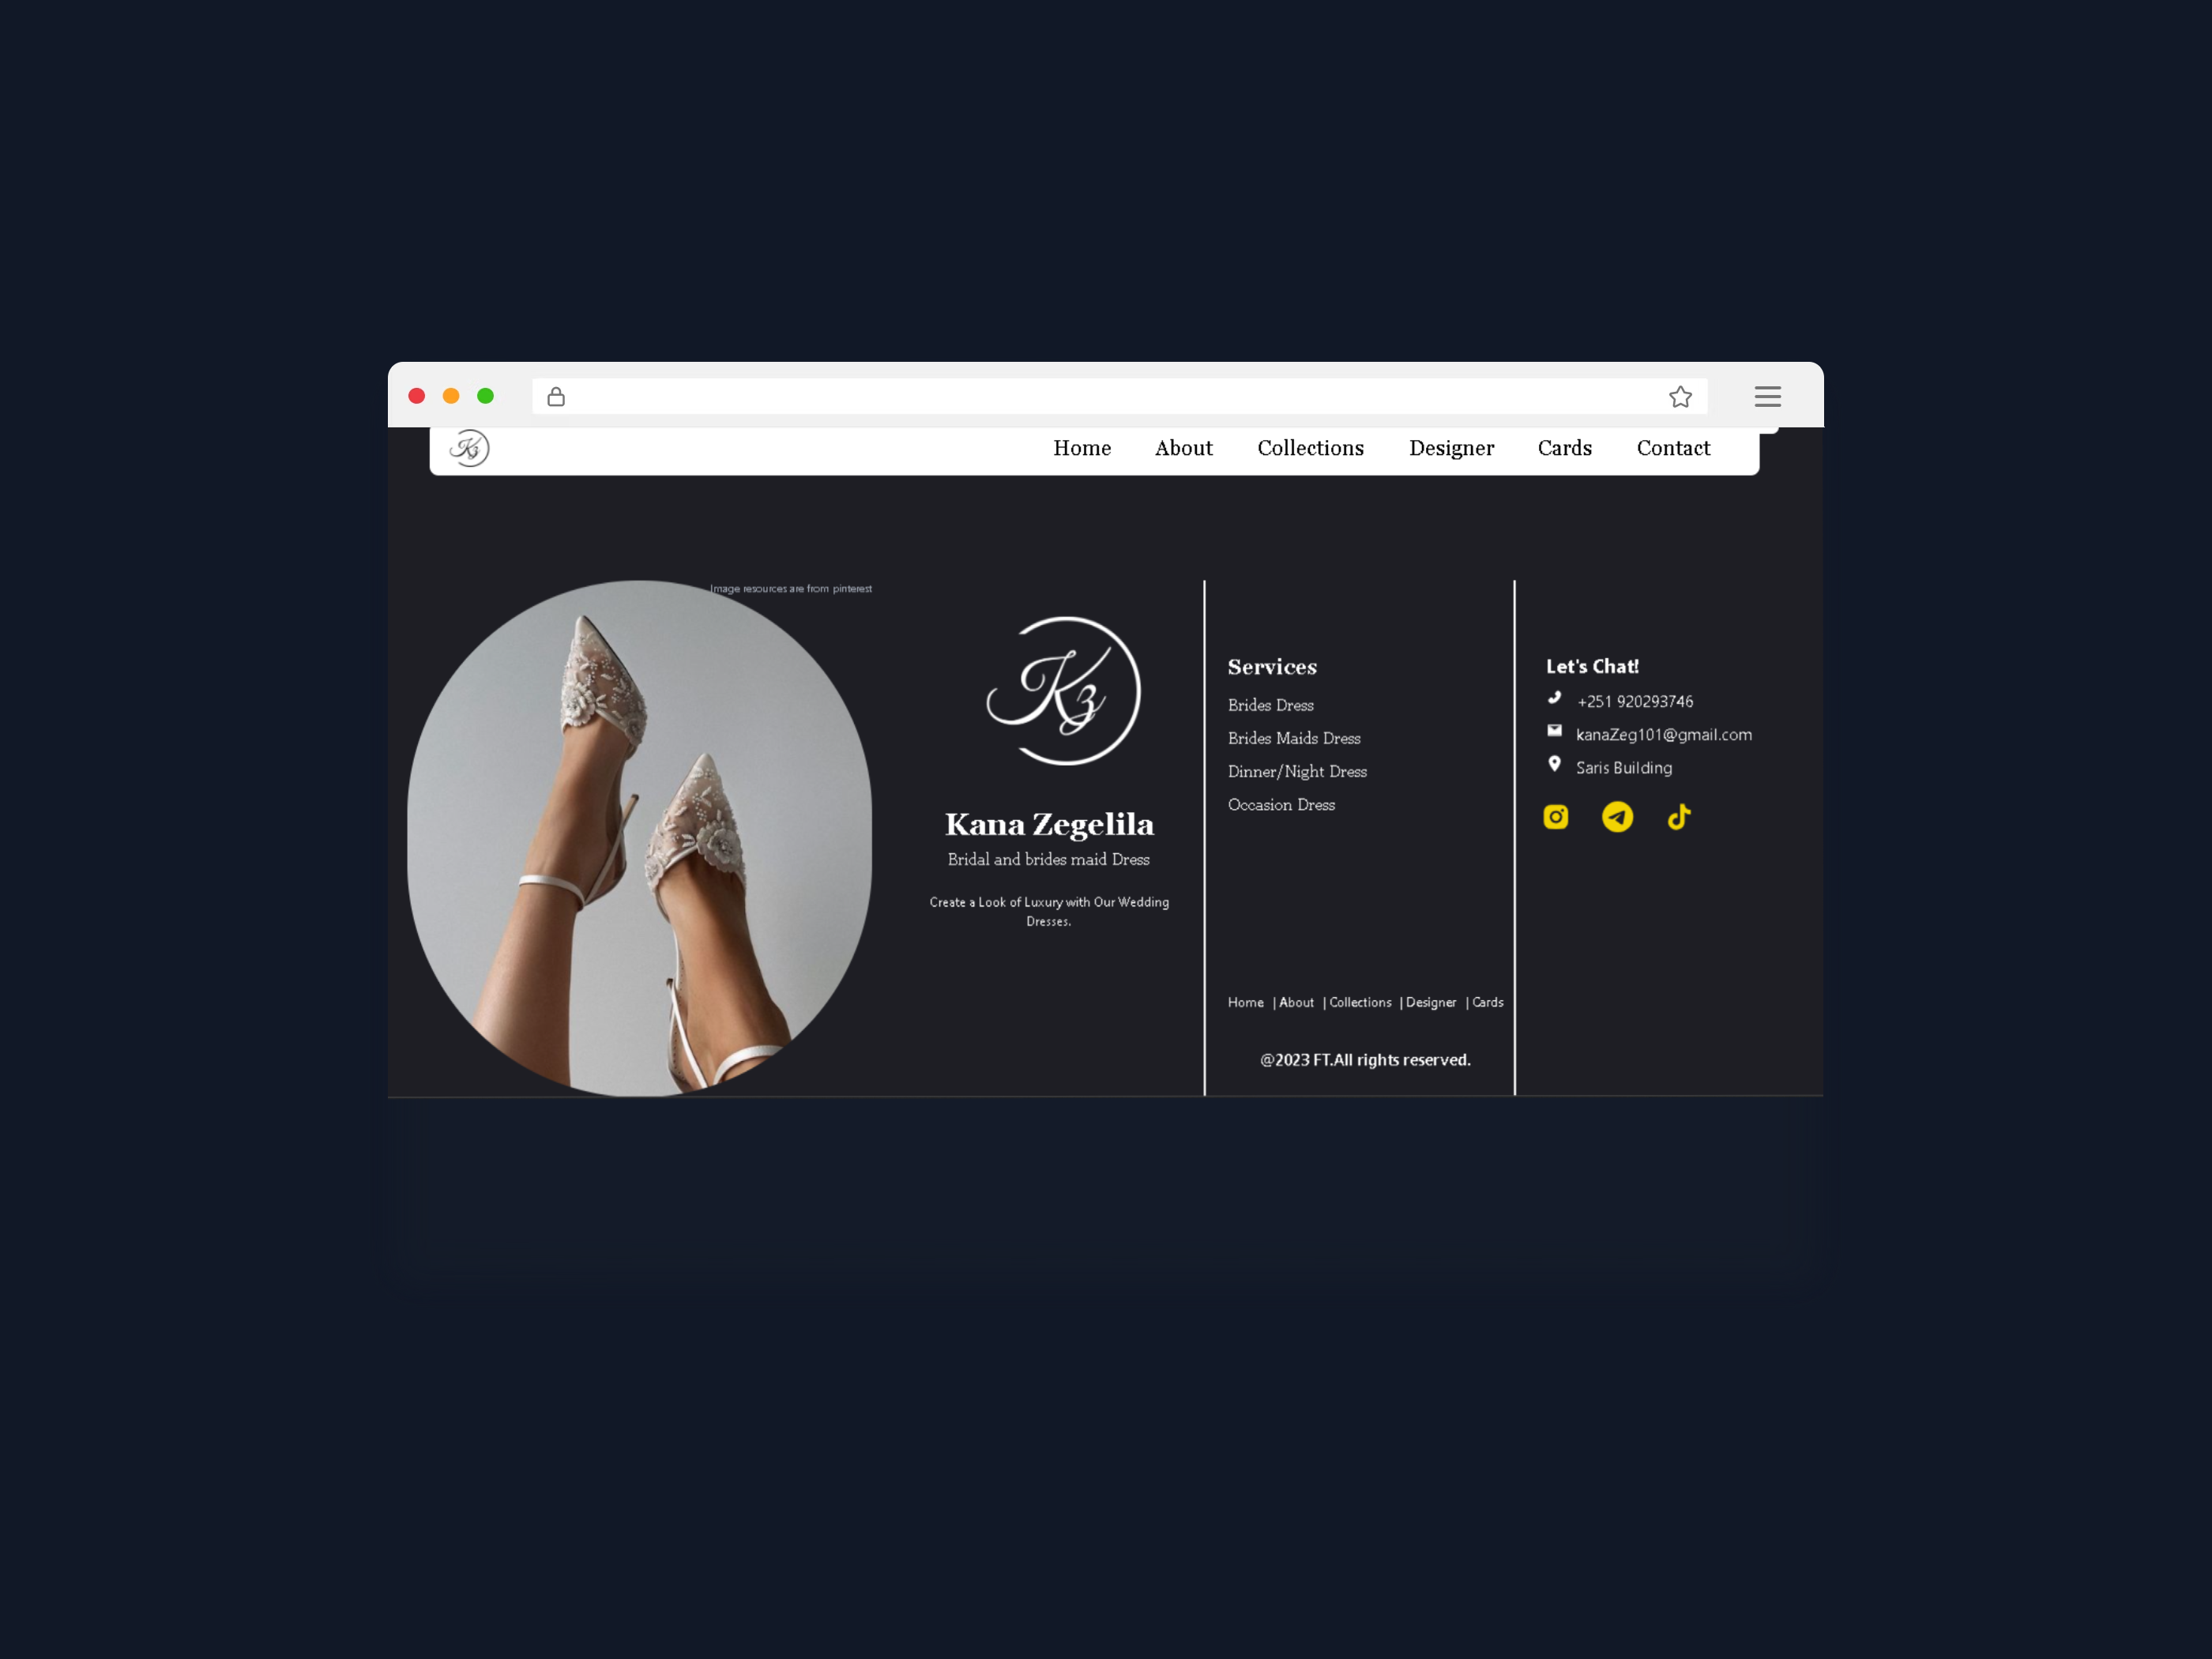 Kz
Home About Collections Designer Cards Contact
Image resources are from pinterest
Kz
Kana Zegelila
Bridal and brides maid Dress
Create a Look of Luxury with Our Wedding
Dresses.
Services
Brides Dress
Brides Maids Dress
Dinner/Night Dress
Occasion Dress
Home | About | Collections | Designer | Cards
@2023 FT.All rights reserved.
Let's Chat!
+251 920293746
kanaZeg101@gmail.com
Saris Building